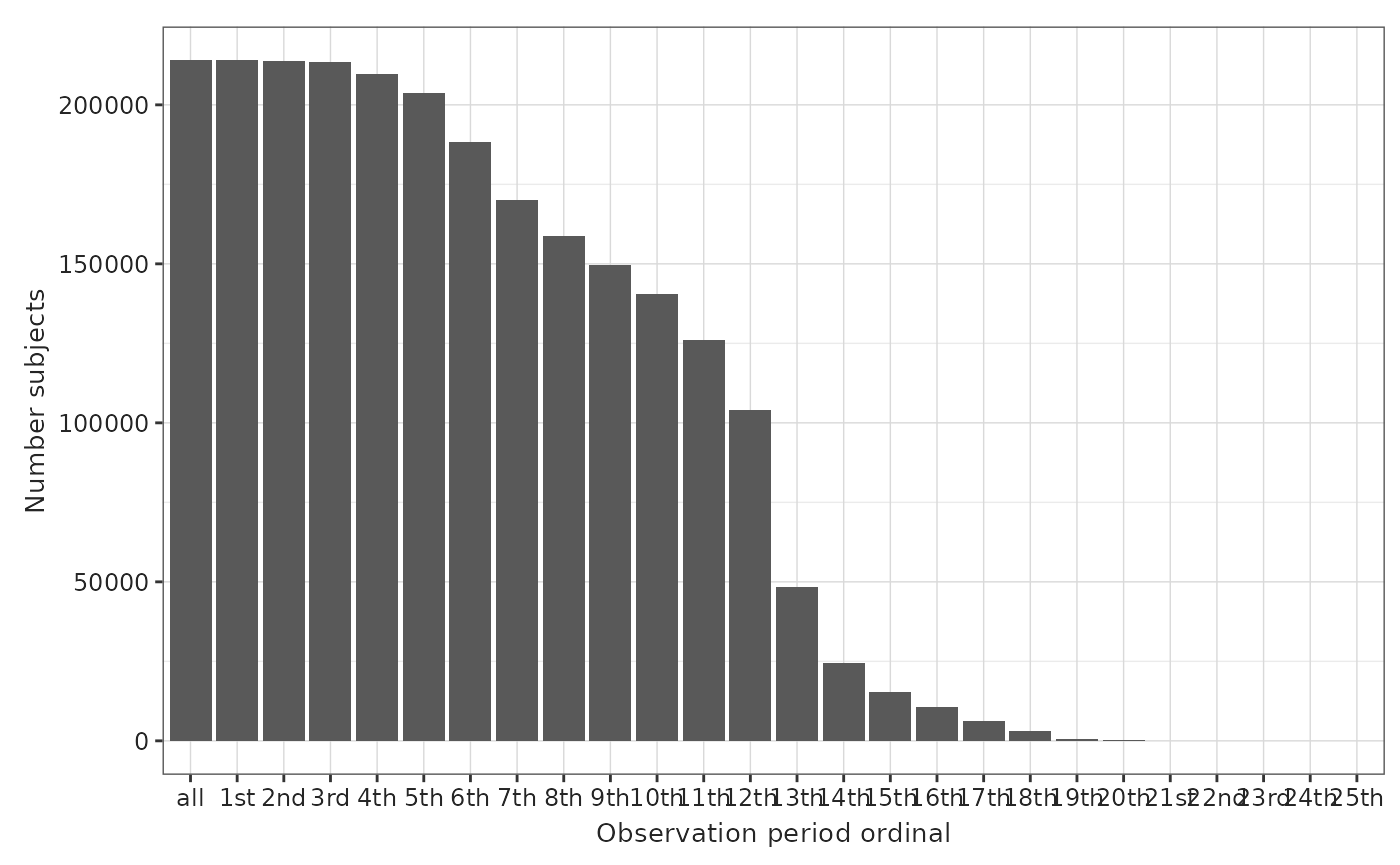 Number subjects
200000
150000
100000
50000
0
all 1st 2nd 3rd 4th 5th 6th 7th 8th 9th 10th 11th 12th 13th 14th 15th 16th 17th 18th 19th 20th 21st 22nd 23rd 24th 25th
Observation period ordinal